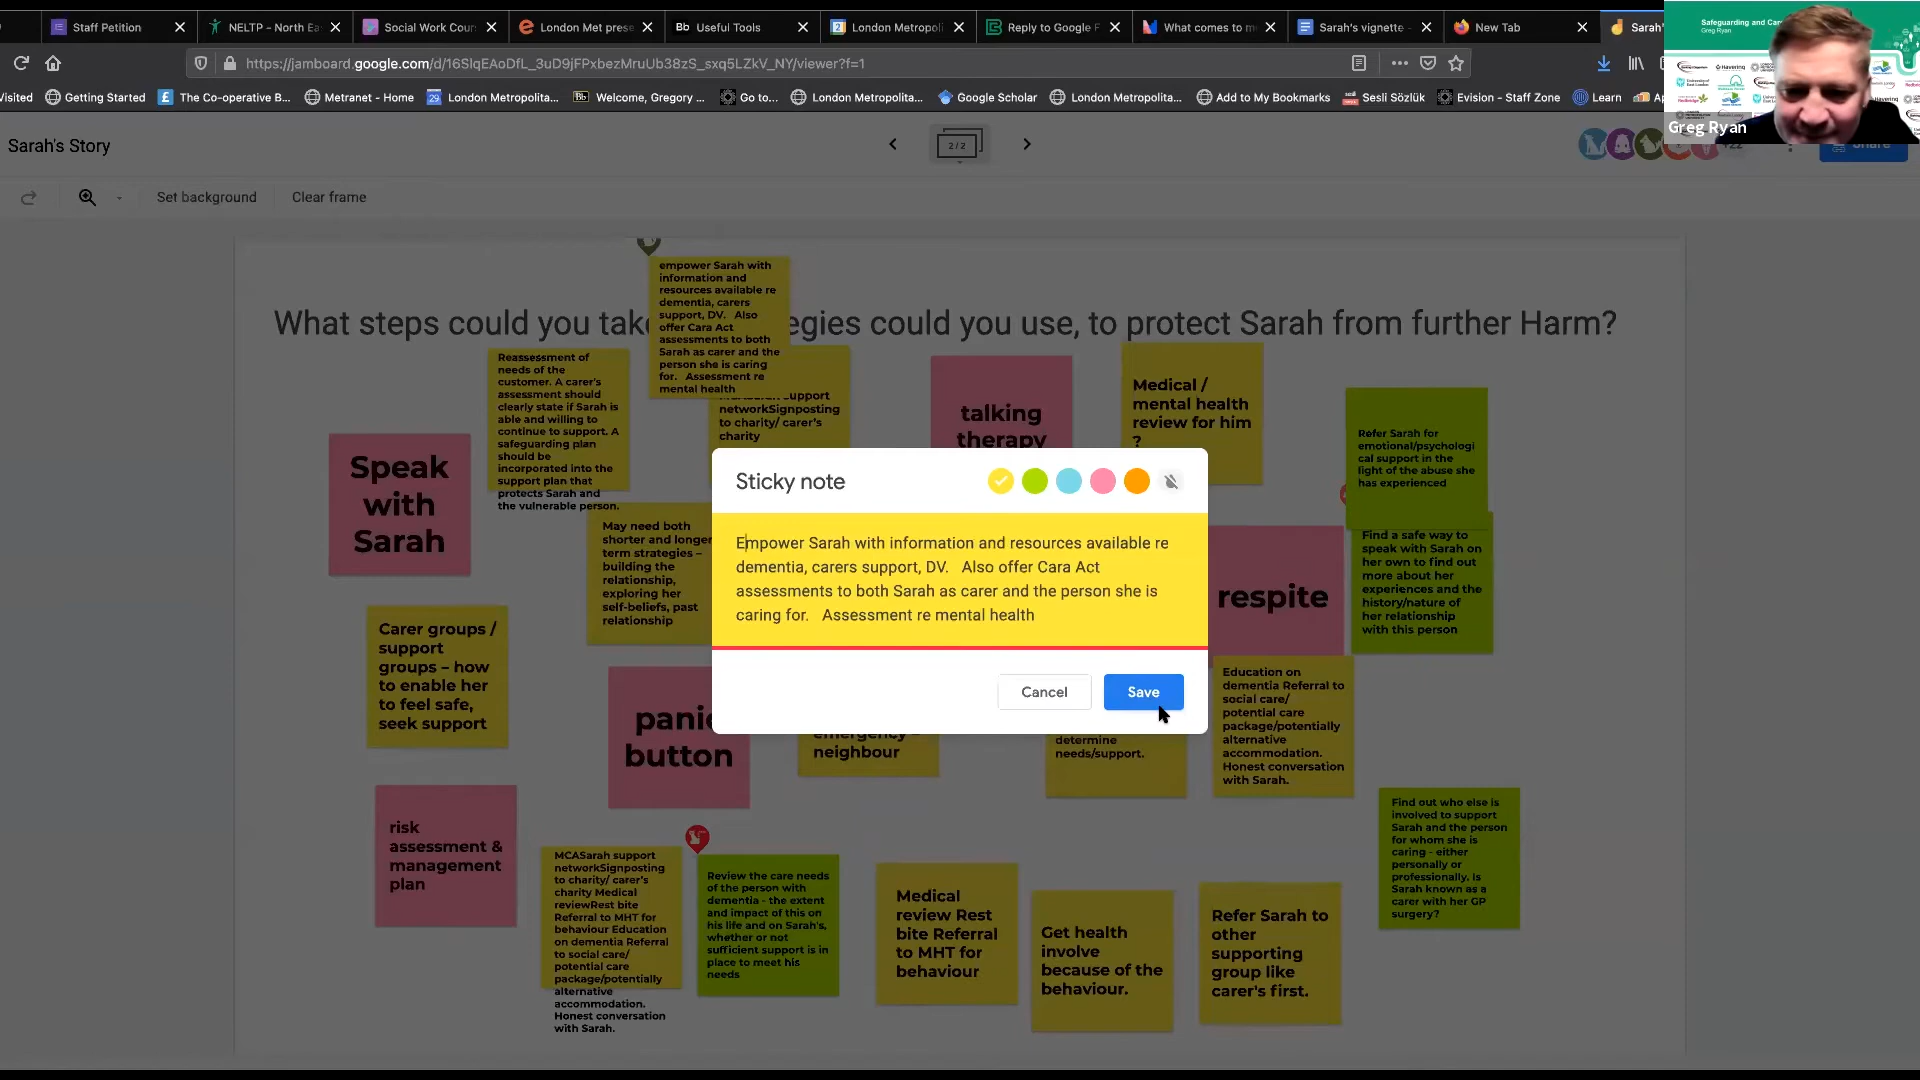 Staff Petition
NELTP - North Ea
Social Work Coun
London Met prese
Useful Tools
London Metropoli
Reply to Google F
What comes to m
Sarah's vignette -
New Tab
Sarah's
https://jamboard.google.com/d/16SlqEAoDfL_3uD9jFPxbezMruUb38zS_sxq5LZkV_NY/viewer?f=1
Visited
Getting Started
The Co-operative B...
Metranet - Home
London Metropolita...
Welcome, Gregory ...
Go to...
London Metropolita...
Google Scholar
London Metropolita...
Add to My Bookmarks
Sesli Sözlük
Evision - Staff Zone
Learn
Greg Ryan
Greg Ryan
Sarah's Story
2 / 2
Share
Set background
Clear frame
What steps could you take
egies could you use, to protect Sarah from further Harm?
empower Sarah with
information and
resources available re
dementia, carers
support, DV. Also
offer Cara Act
assessments to both
Sarah as carer and the
person she is caring
for. Assessment re
mental health
Reassessment of
needs of the
customer. A carer's
assessment should
clearly state if Sarah is
able and willing to
continue to support. A
safeguarding plan
should be
incorporated into the
support plan that
protects Sarah and
the vulnerable person.
MCASarah support
networkSignposting
to charity/ carer's
charity
talking
therapy
Medical /
mental health
review for him
?
Refer Sarah for
emotional/psychologi
cal support in the
light of the abuse she
has experienced
Speak
with
Sarah
May need both
shorter and longer
term strategies –
building the
relationship,
exploring her
self-beliefs, past
relationship
Sticky note
Empower Sarah with information and resources available re
dementia, carers support, DV. Also offer Cara Act
assessments to both Sarah as carer and the person she is
caring for. Assessment re mental health
Cancel
Save
respite
Find a safe way to
speak with Sarah on
her own to find out
more about her
experiences and the
history/nature of
her relationship
with this person
Carer groups /
support
groups – how
to enable her
to feel safe,
seek support
panic
button
emergency -
neighbour
determine
needs/support.
Education on
dementia Referral to
social care/
potential care
package/potentially
alternative
accommodation.
Honest conversation
with Sarah.
risk
assessment &
management
plan
MCASarah support
networkSignposting
to charity/ carer's
charity Medical
reviewRest bite
Referral to MHT for
behaviour Education
on dementia Referral
to social care/
potential care
package/potentially
alternative
accommodation.
Honest conversation
with Sarah.
Review the care needs
of the person with
dementia - the extent
and impact of this on
his life and on Sarah's,
whether or not
sufficient support is in
place to meet his
needs
Medical
review Rest
bite Referral
to MHT for
behaviour
Get health
involve
because of the
behaviour.
Refer Sarah to
other
supporting
group like
carer's first.
Find out who else is
involved to support
Sarah and the person
for whom she is
caring - either
personally or
professionally. Is
Sarah known as a
carer with her GP
surgery?